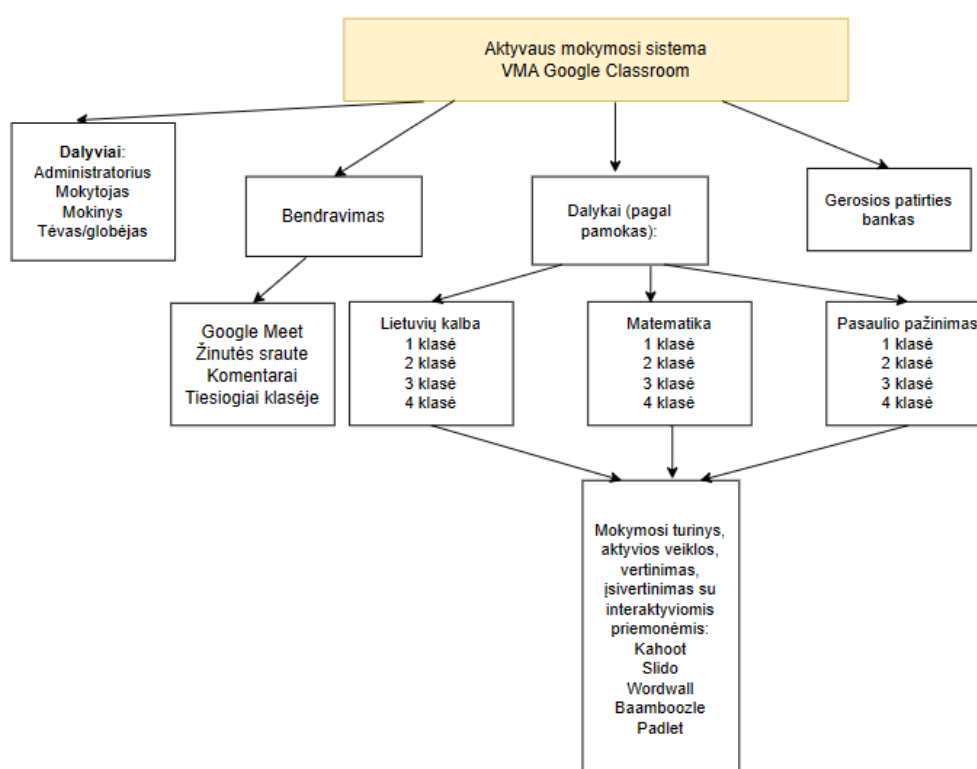 Aktyvaus mokymosi sistema
VMA Google Classroom
Dalyviai:
Administratorius
Mokytojas
Mokinys
Tėvas/globėjas
Bendravimas
Dalykai (pagal
pamokas):
Gerosios patirties
bankas
Google Meet
Žinutės sraute
Komentarai
Tiesiogiai klasėje
Lietuvių kalba
1 klasė
2 klasė
3 klasė
4 klasė
Matematika
1 klasė
2 klasė
3 klasė
4 klasė
Pasaulio pažinimas
1 klasė
2 klasė
3 klasė
4 klasė
Mokymosi turinys,
aktyvios veiklos,
vertinimas,
įsivertinimas su
interaktyviomis
priemonėmis:
Kahoot
Slido
Wordwall
Baamboozle
Padlet